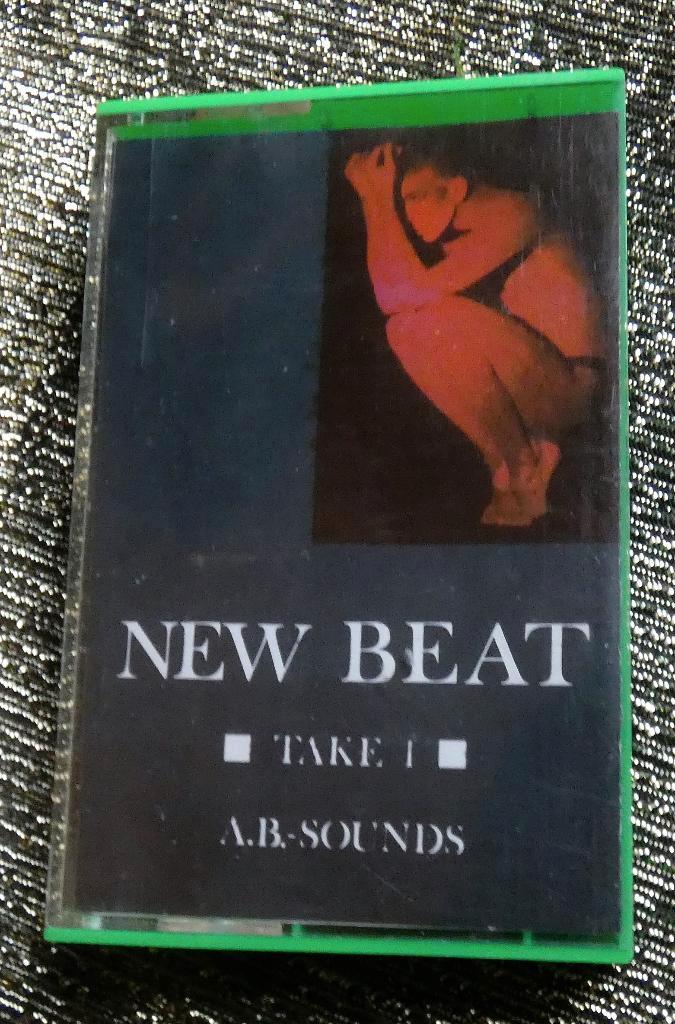 NEW BEAT
■ TAKE 1 ■
A.B.-SOUNDS